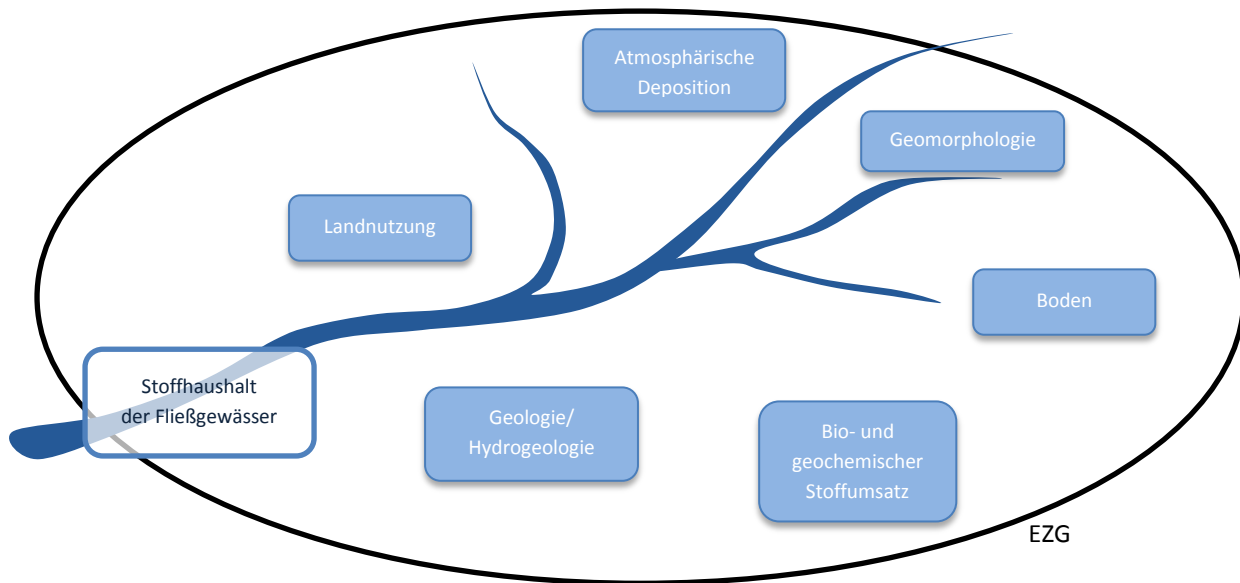 Atmosphärische
Deposition
Geomorphologie
Landnutzung
Boden
Stoffhaushalt
der Fließgewässer
Geologie/
Hydrogeologie
Bio- und
geochemischer
Stoffumsatz
EZG